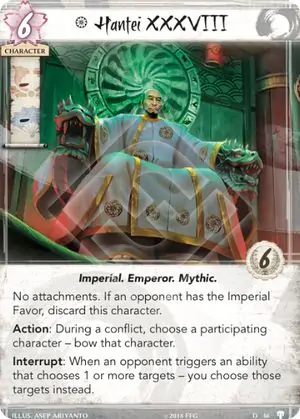 6
Hantei XXXVIII
CHARACTER
6
Imperial. Emperor. Mythic.
No attachments. If an opponent has the Imperial
Favor, discard this character.
Action: During a conflict, choose a participating
character – bow that character.
Interrupt: When an opponent triggers an ability
that chooses 1 or more targets – you choose those
targets instead.
ILLUS. ASEP ARIYANTO
© 2018 FFG